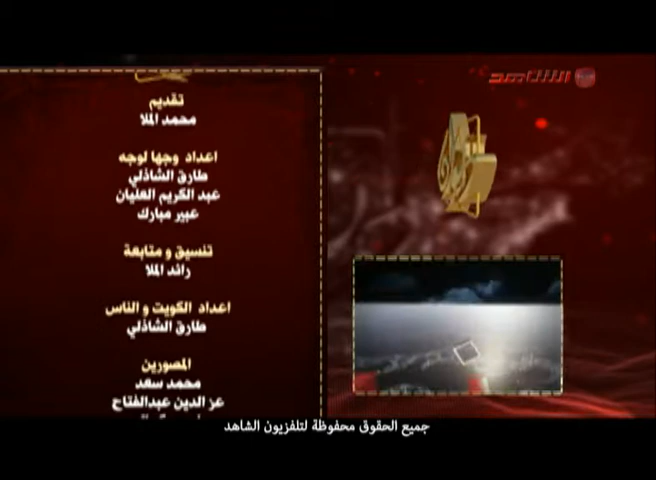 الشاهد
تقديم
محمد الملا
اعداد وجها لوجه
طارق الشاذلي
عبد الكريم العليان
عبير مبارك
تنسيق و متابعة
رائد الملا
اعداد الكويت و الناس
طارق الشاذلي
المصورين
محمد سعد
عز الدين عبدالفتاح
جميع الحقوق محفوظة لتلفزيون الشاهد